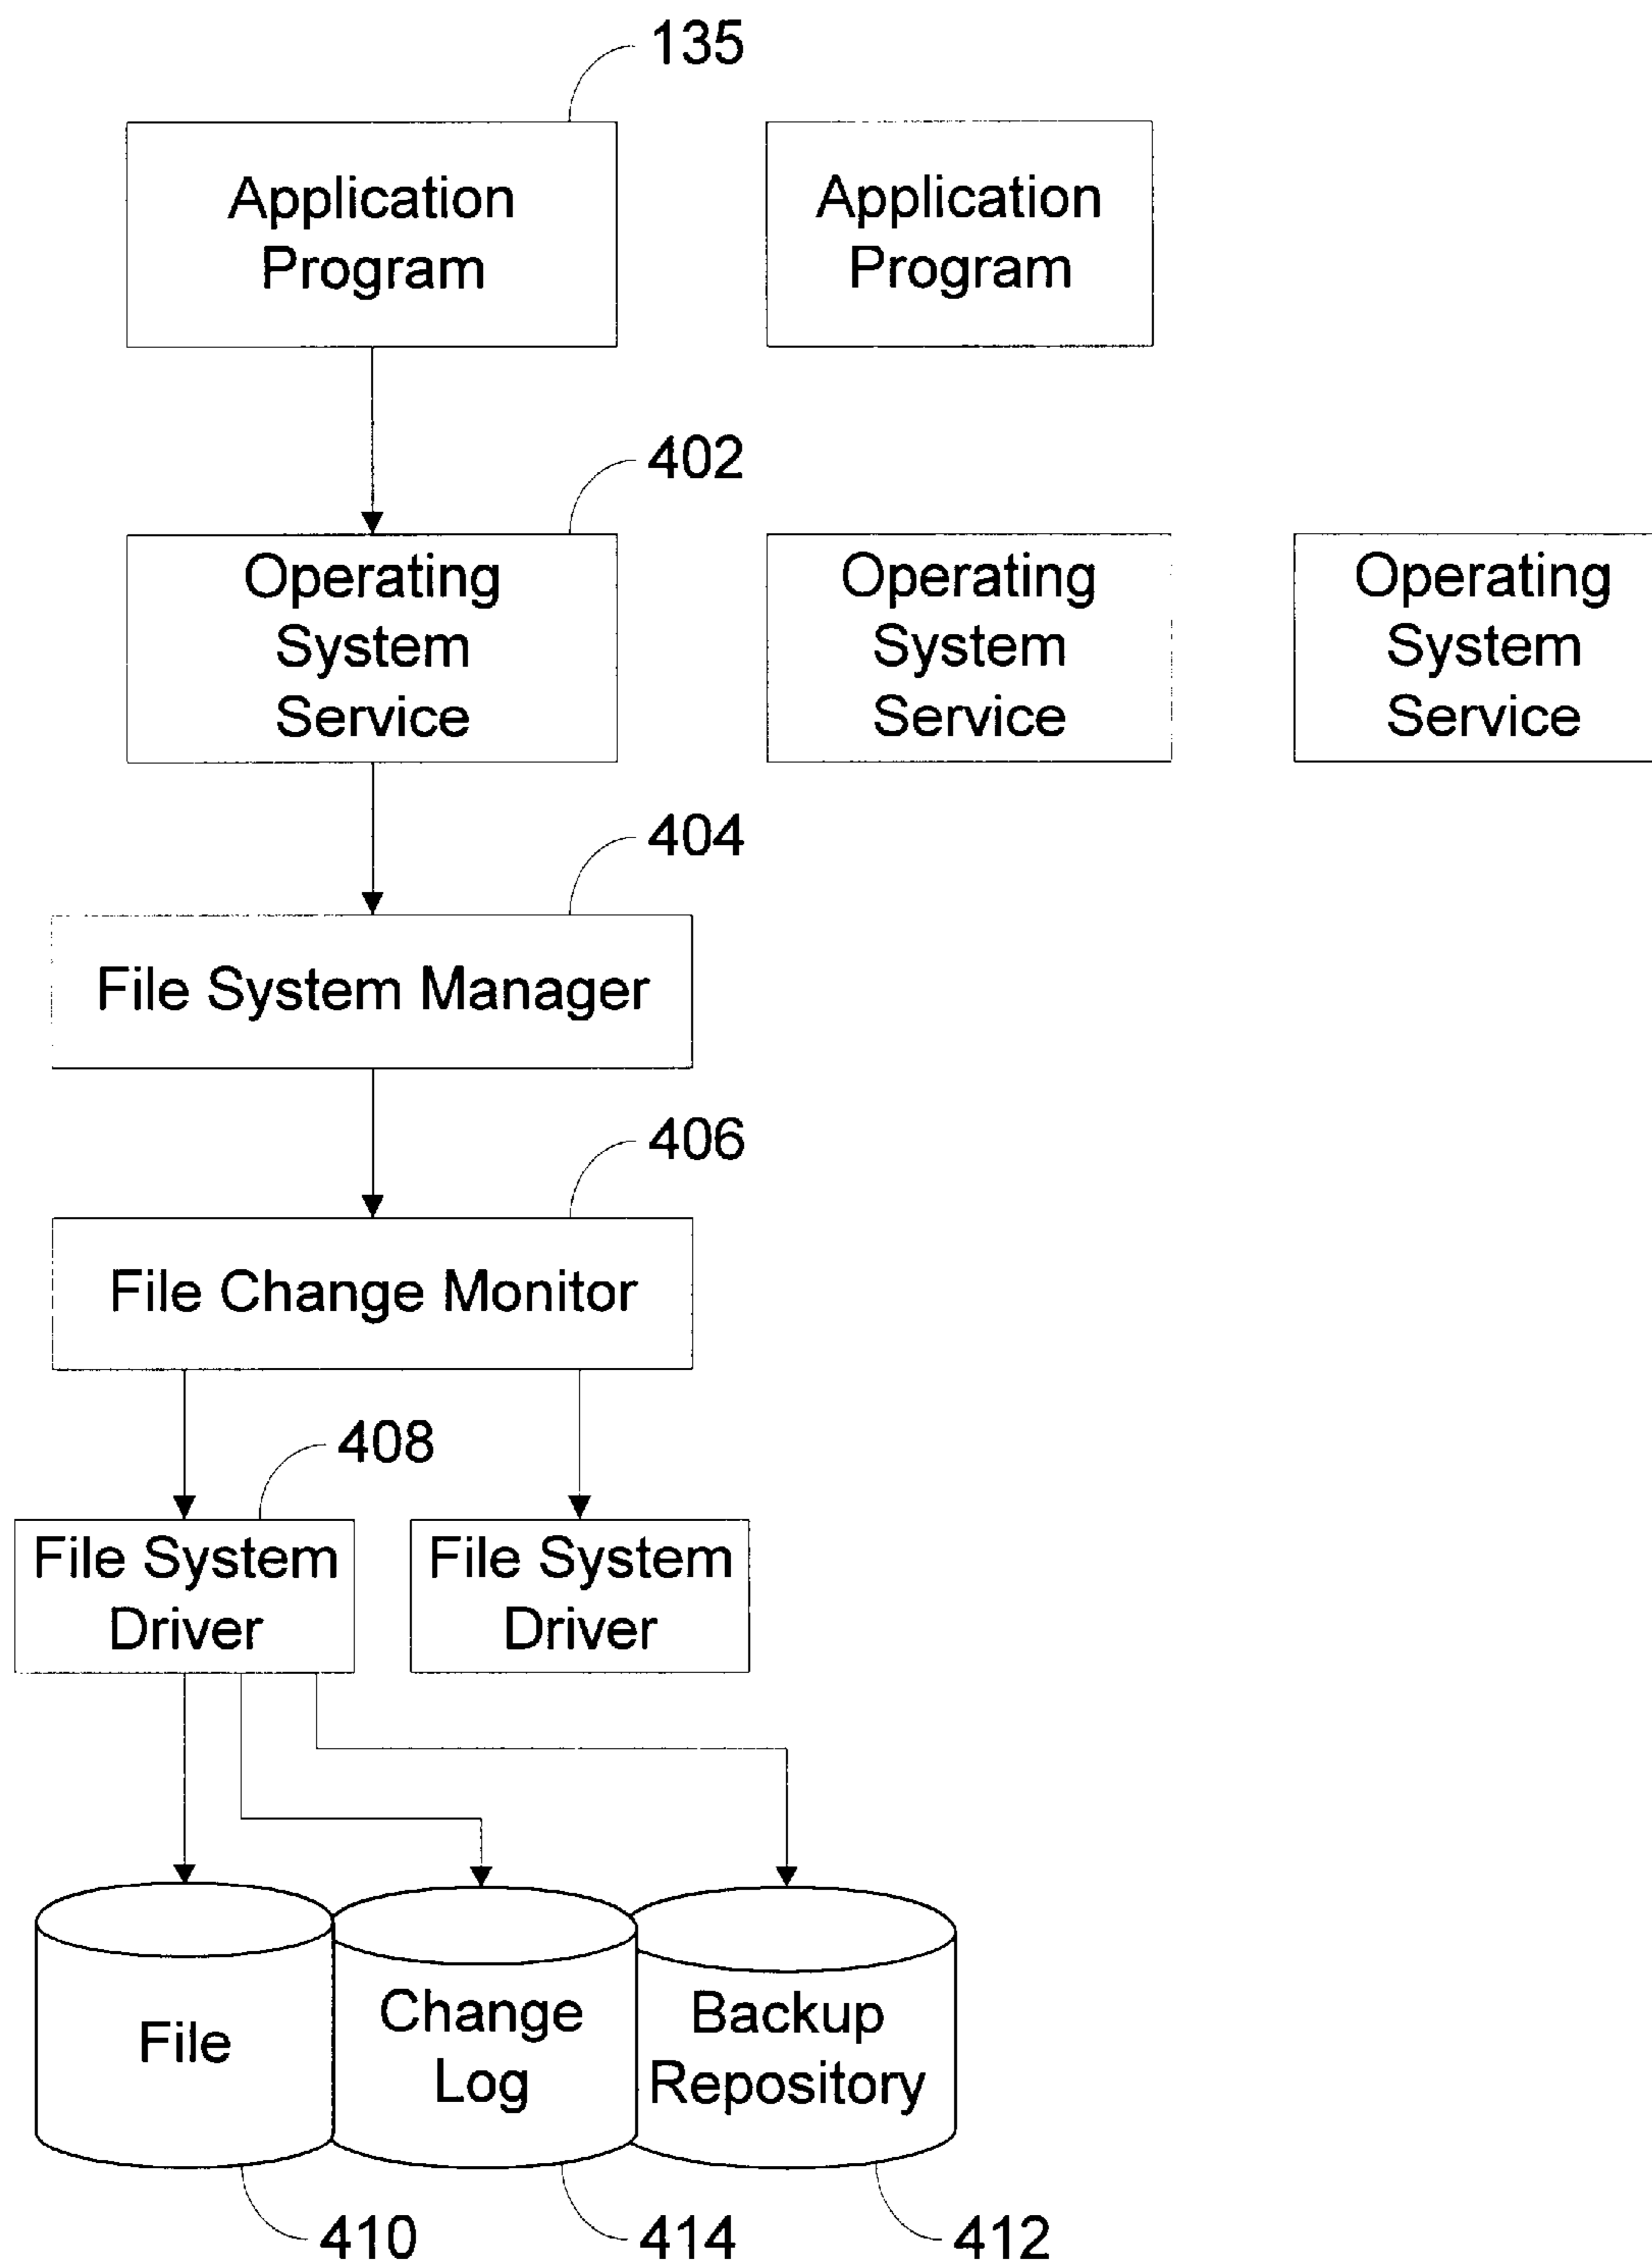 135
Application
Program
Application
Program
402
Operating
System
Service
Operating
System
Service
Operating
System
Service
404
File System Manager
406
File Change Monitor
408
File System
Driver
File System
Driver
File
Change
Log
Backup
Repository
410
414
412